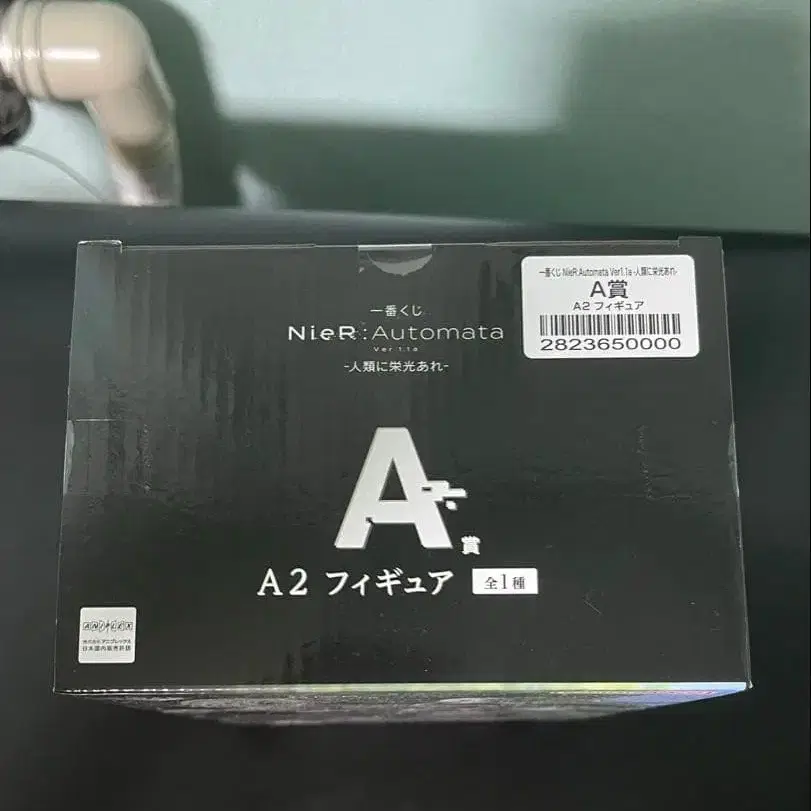 一番くじ
NieR:Automata
Ver1.1a
-人類に栄光あれ-
一番くじ NieR:Automata Ver1.1a -人類に栄光あれ-
A賞
A2 フィギュア
2823650000
A賞
A2 フィギュア 全1種
ANIPLEX
株式会社アニプレックス
日本国内販売許諾